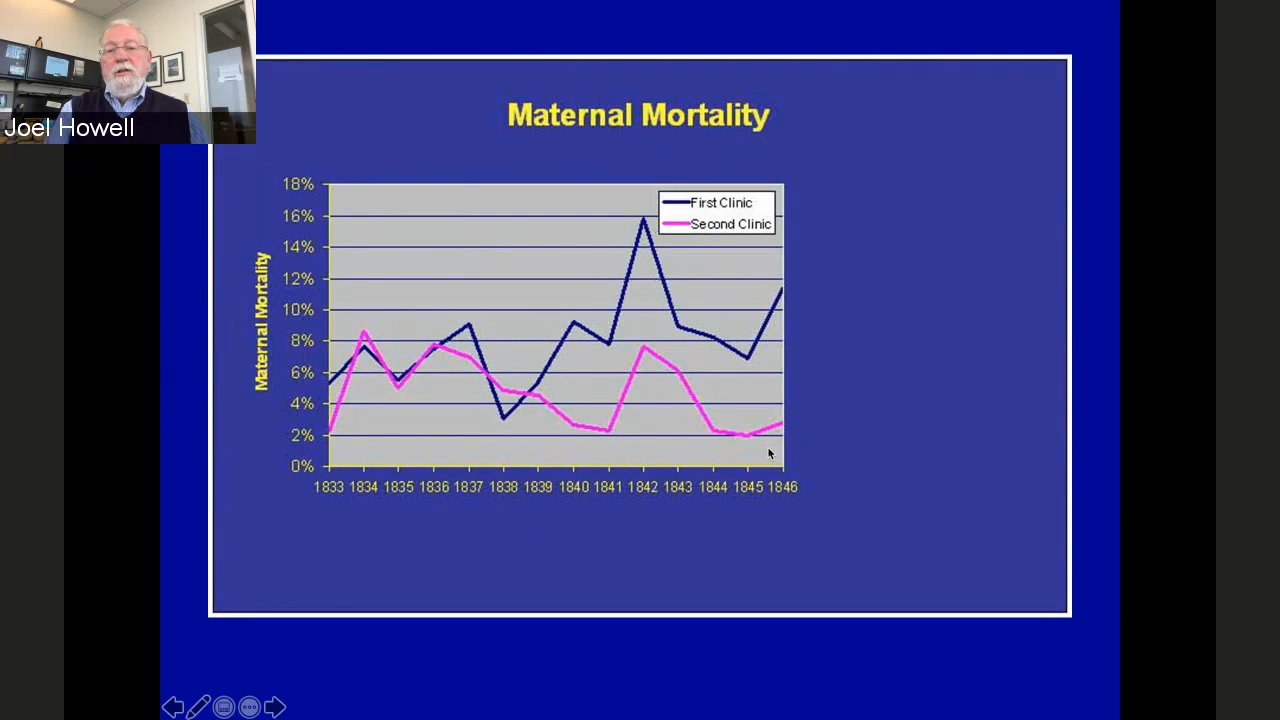 Joel Howell
Maternal Mortality
Maternal Mortality
18%
16%
14%
12%
10%
8%
6%
4%
2%
0%
First Clinic
Second Clinic
1833 1834 1835 1836 1837 1838 1839 1840 1841 1842 1843 1844 1845 1846